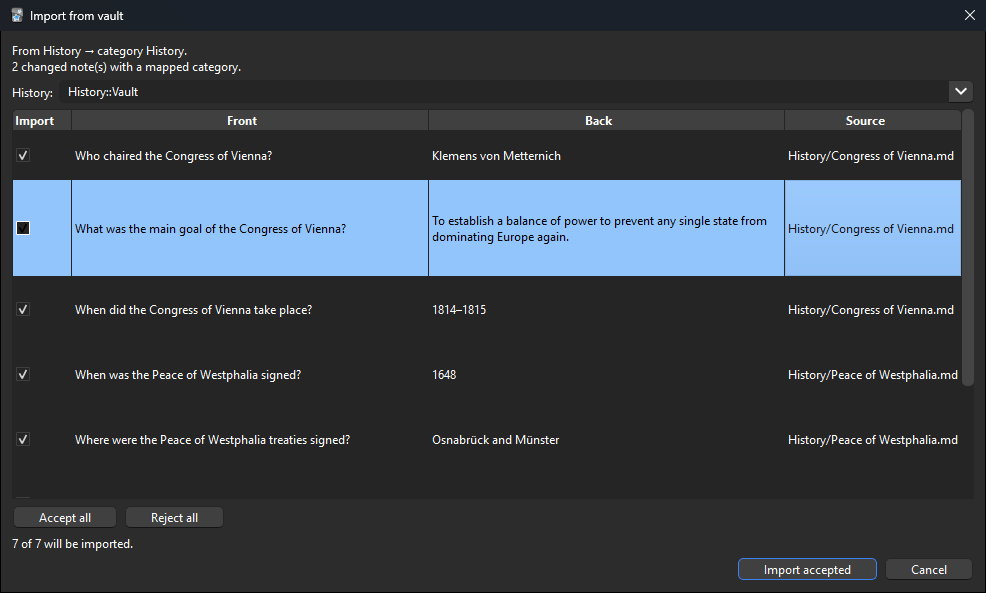 Import from vault
From History → category History.
2 changed note(s) with a mapped category.
History: History::Vault
Import Front Back Source
Who chaired the Congress of Vienna? Klemens von Metternich History/Congress of Vienna.md
What was the main goal of the Congress of Vienna? To establish a balance of power to prevent any single state from
dominating Europe again. History/Congress of Vienna.md
When did the Congress of Vienna take place? 1814–1815 History/Congress of Vienna.md
When was the Peace of Westphalia signed? 1648 History/Peace of Westphalia.md
Where were the Peace of Westphalia treaties signed? Osnabrück and Münster History/Peace of Westphalia.md
Accept all Reject all
7 of 7 will be imported.
Import accepted Cancel